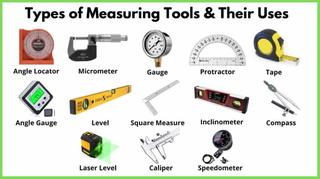 Types of Measuring Tools & Their Uses
Angle Locator
Micrometer
Gauge
Protractor
Tape
Angle Gauge
Level
Square Measure
Inclinometer
Compass
Laser Level
Caliper
Speedometer